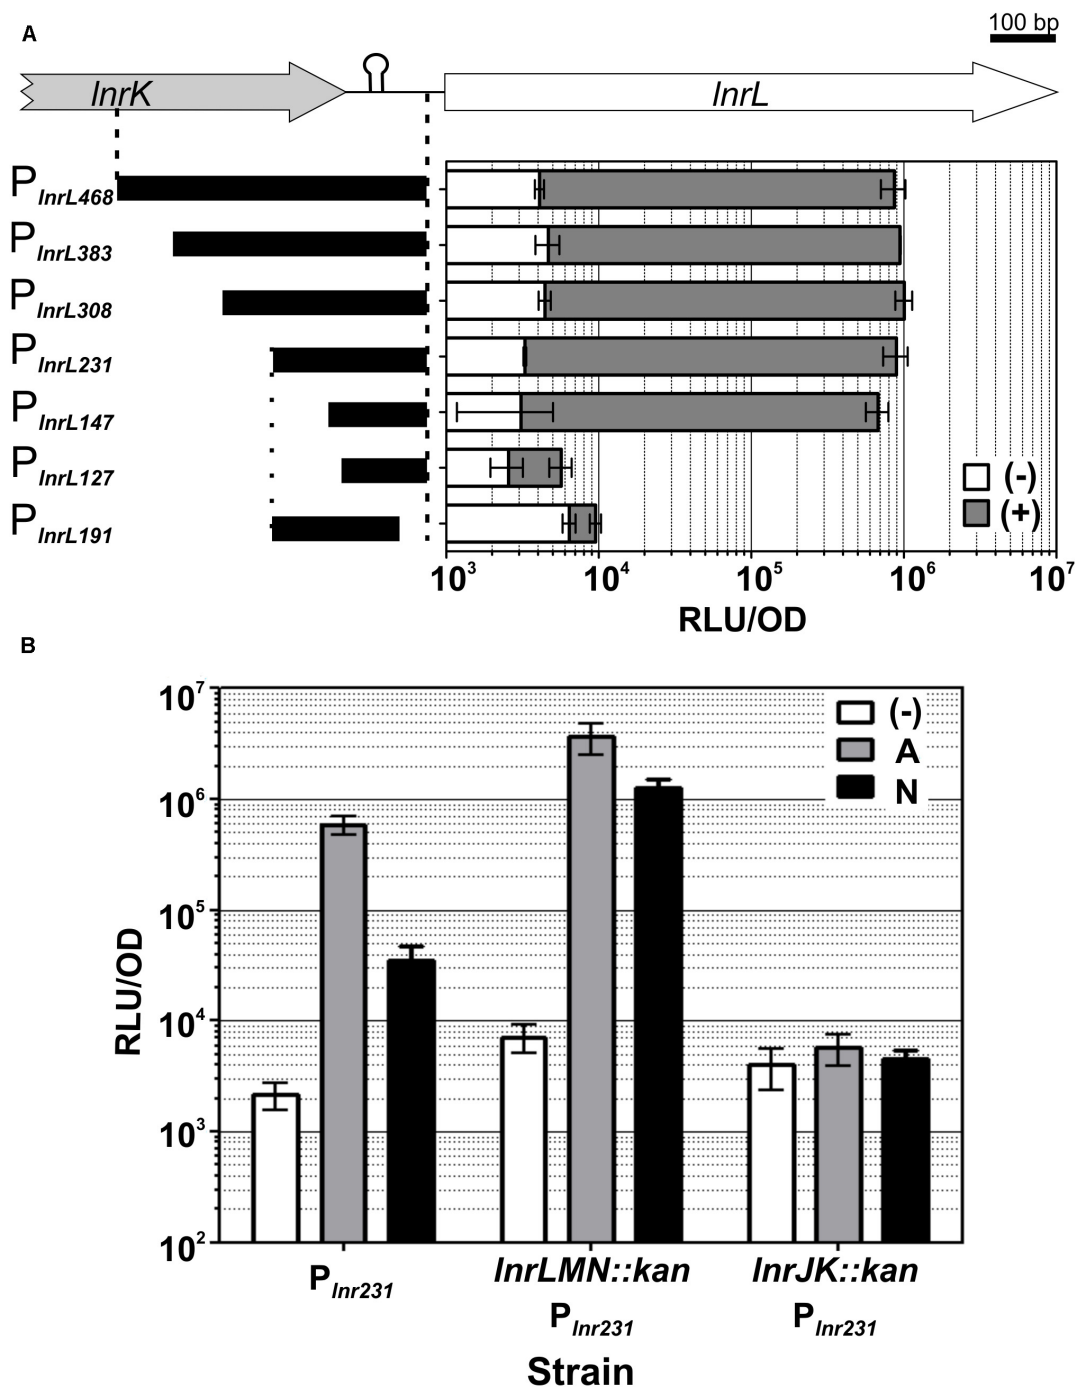 A
100 bp
lnrK
lnrL
PlnrL468
PlnrL383
PlnrL308
PlnrL231
PlnrL147
PlnrL127
PlnrL191
(-)
(+)
10³ 10⁴ 10⁵ 10⁶ 10⁷
RLU/OD
B
10⁷
10⁶
10⁵
10⁴
10³
10²
RLU/OD
(-)
A
N
Plnr231
lnrLMN::kan
Plnr231
lnrJK::kan
Plnr231
Strain